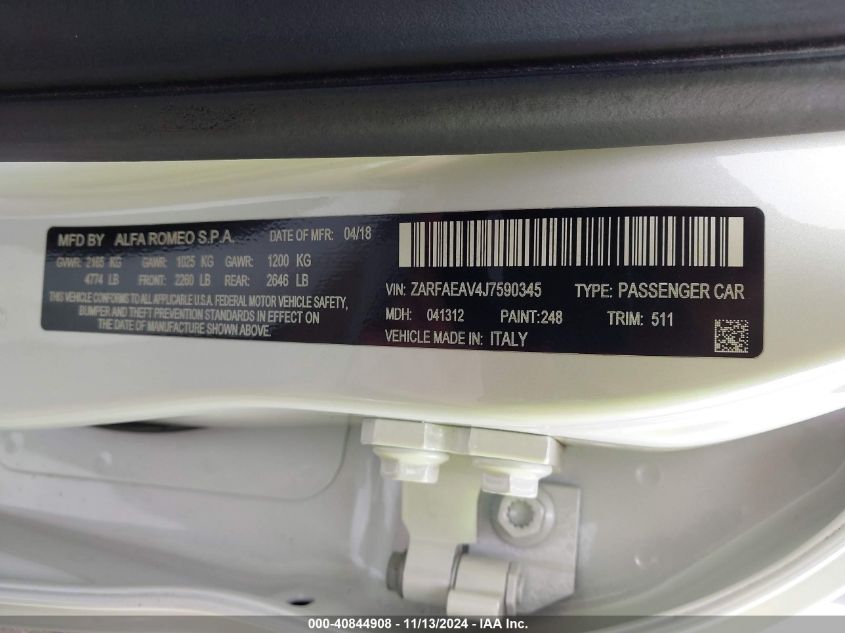 MFD BY ALFA ROMEO S.P.A. DATE OF MFR: 04/18
GVWR: 2165 KG GAWR: 1025 KG GAWR: 1200 KG
4774 LB FRONT: 2260 LB REAR: 2646 LB
THIS VEHICLE CONFORMS TO ALL APPLICABLE U.S.A. FEDERAL MOTOR VEHICLE SAFETY,
BUMPER AND THEFT PREVENTION STANDARDS IN EFFECT ON
THE DATE OF MANUFACTURE SHOWN ABOVE.
VIN: ZARFAEAV4J7590345 TYPE: PASSENGER CAR
MDH: 041312 PAINT:248 TRIM: 511
VEHICLE MADE IN: ITALY
000-40844908 - 11/13/2024 - IAA Inc.